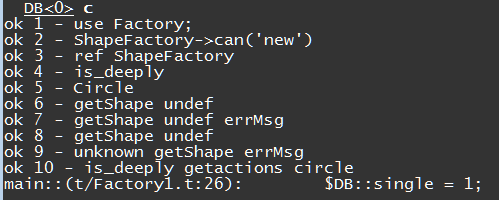 DB<0> c
ok 1 - use Factory;
ok 2 - ShapeFactory->can('new')
ok 3 - ref ShapeFactory
ok 4 - is_deeply
ok 5 - Circle
ok 6 - getShape undef
ok 7 - getShape undef errMsg
ok 8 - getShape undef
ok 9 - unknown getShape errMsg
ok 10 - is_deeply getactions circle
main::(t/Factory1.t:26):        $DB::single = 1;